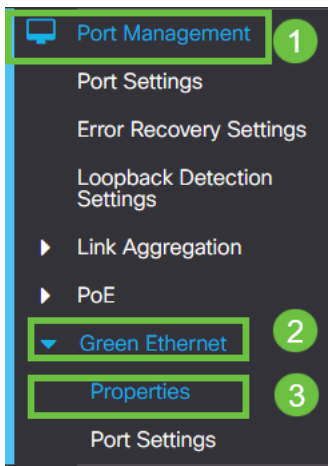 Port Management
1
Port Settings
Error Recovery Settings
Loopback Detection
Settings
Link Aggregation
PoE
Green Ethernet
2
Properties
3
Port Settings